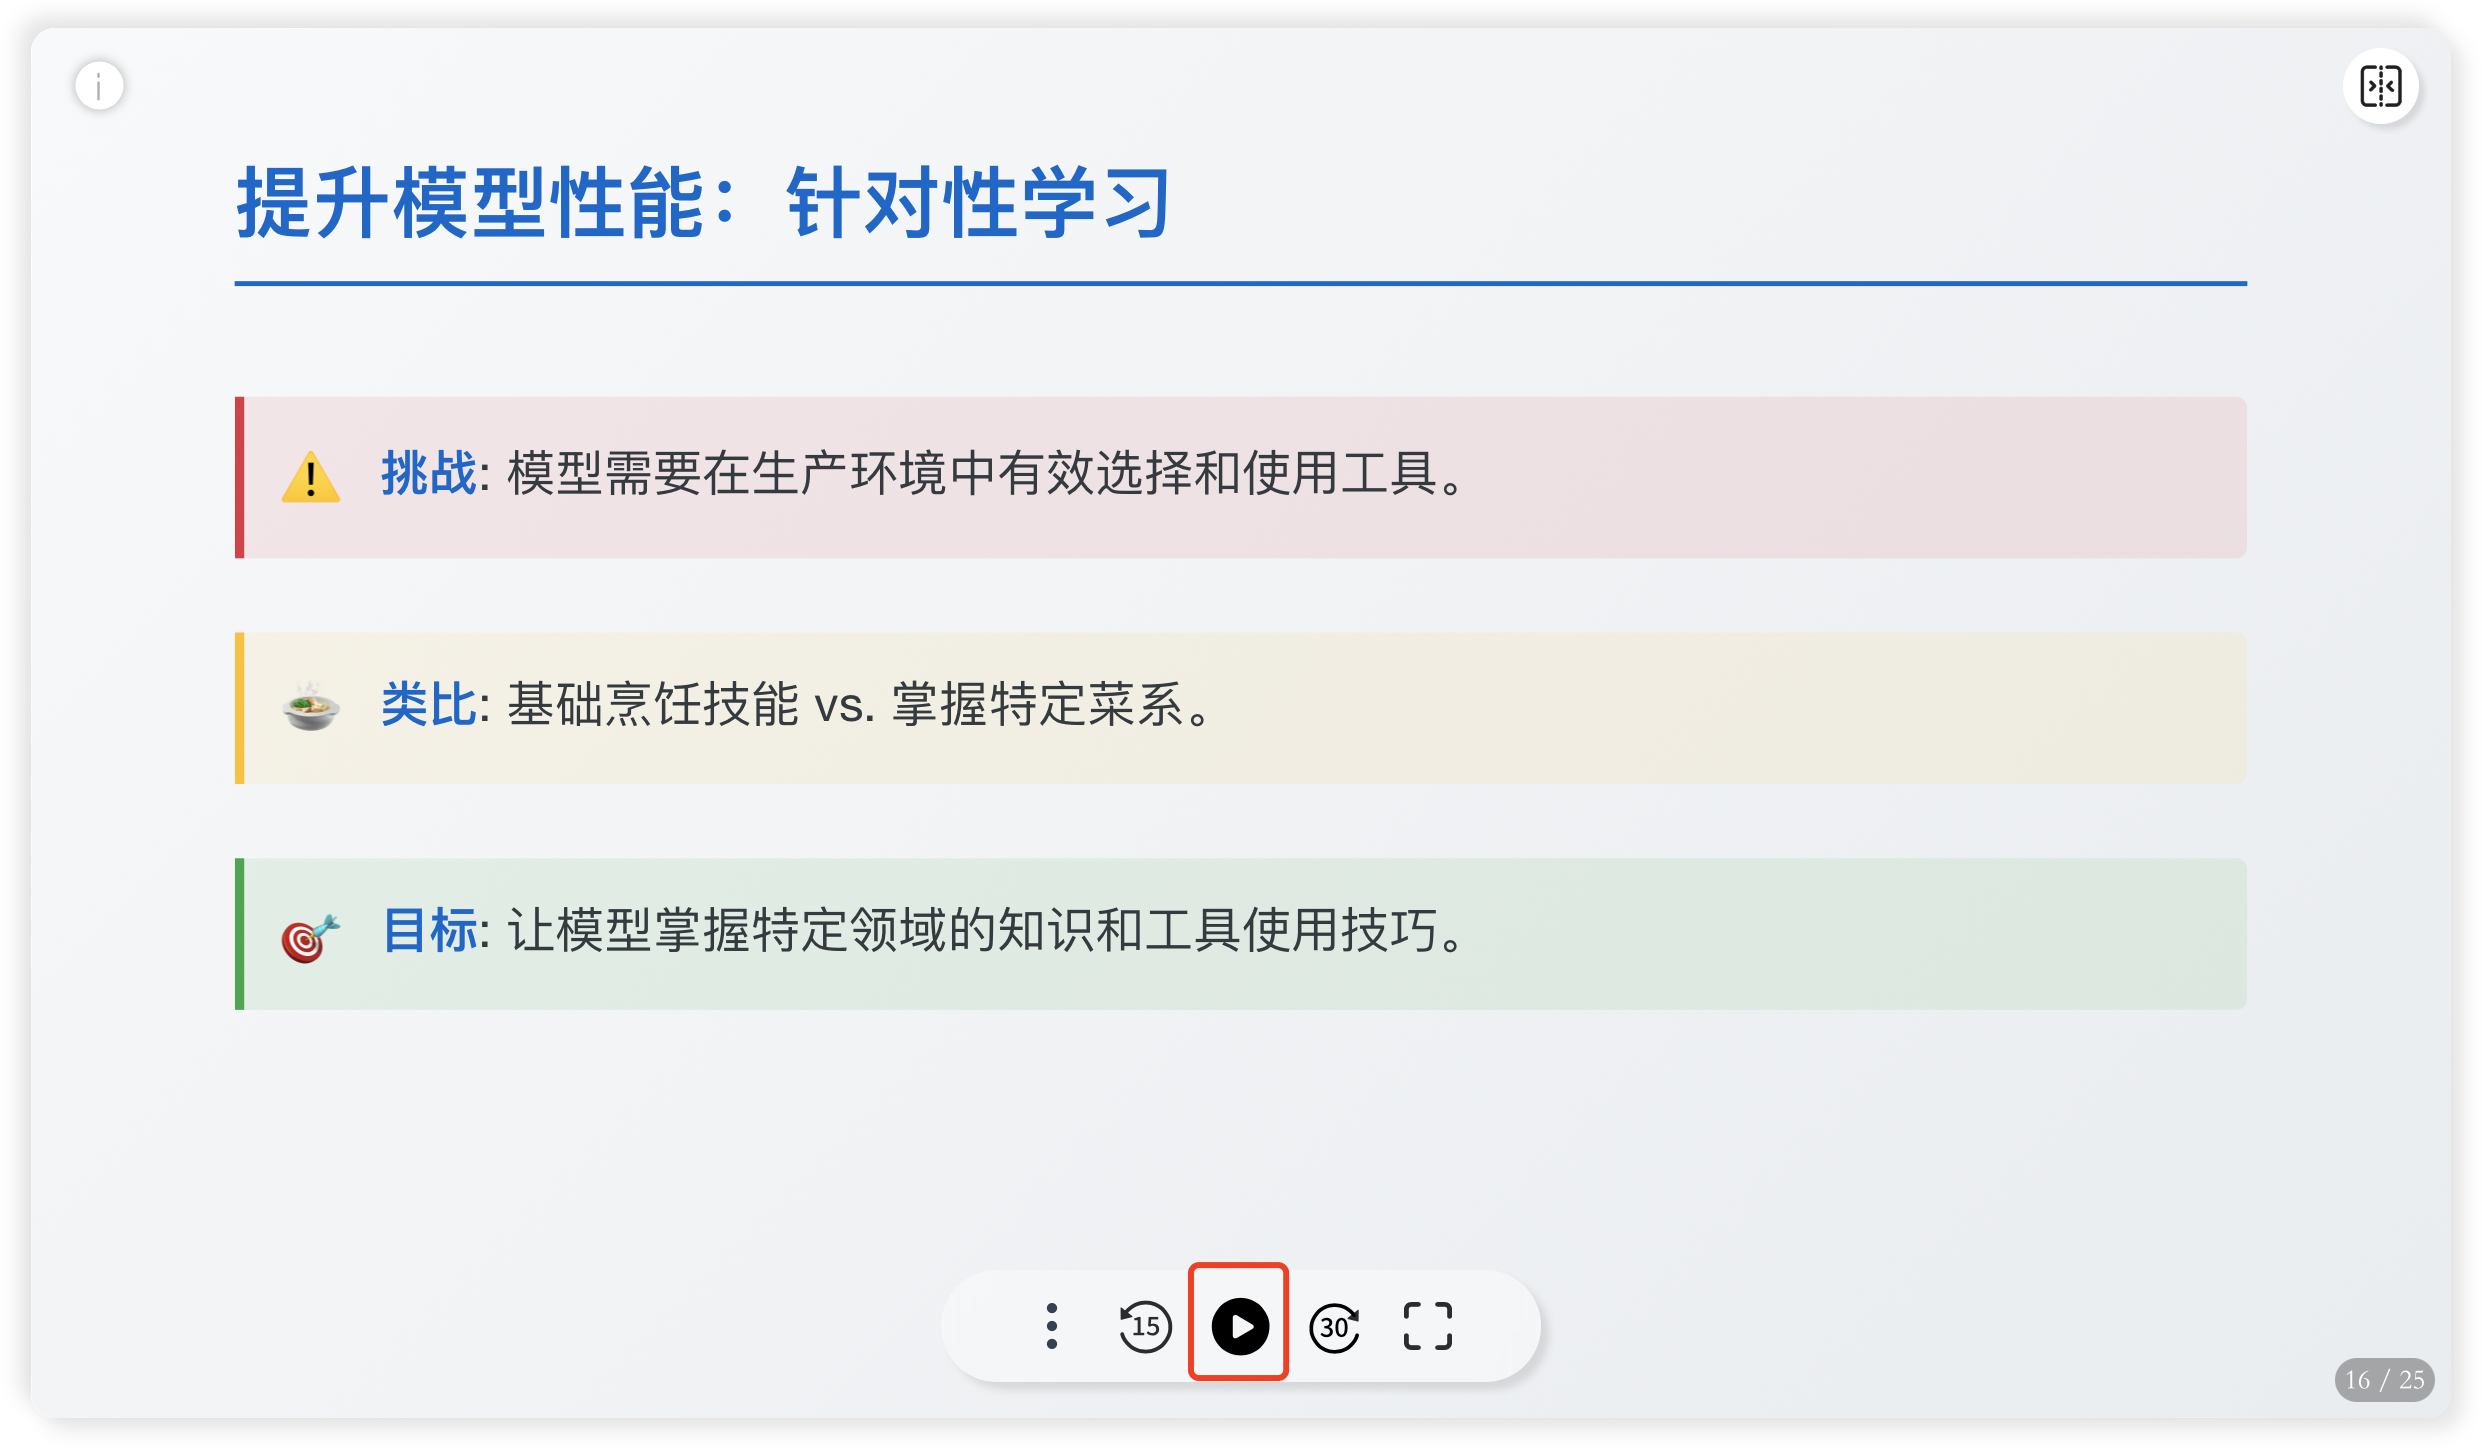 提升模型性能：针对性学习
挑战: 模型需要在生产环境中有效选择和使用工具。
类比: 基础烹饪技能 vs. 掌握特定菜系。
目标: 让模型掌握特定领域的知识和工具使用技巧。
15
30
16 / 25